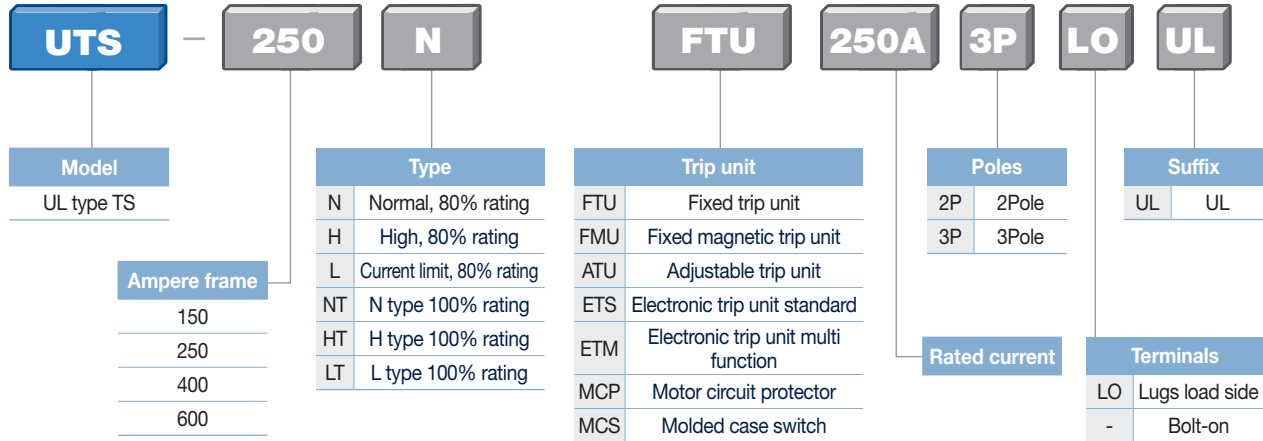 UTS – 250 N FTU 250A 3P LO UL
Model
UL type TS
Ampere frame
150
250
400
600
Type
N Normal, 80% rating
H High, 80% rating
L Current limit, 80% rating
NT N type 100% rating
HT H type 100% rating
LT L type 100% rating
Trip unit
FTU Fixed trip unit
FMU Fixed magnetic trip unit
ATU Adjustable trip unit
ETS Electronic trip unit standard
ETM Electronic trip unit multi
function
MCP Motor circuit protector
MCS Molded case switch
Rated current
Poles
2P 2Pole
3P 3Pole
Terminals
LO Lugs load side
- Bolt-on
Suffix
UL UL